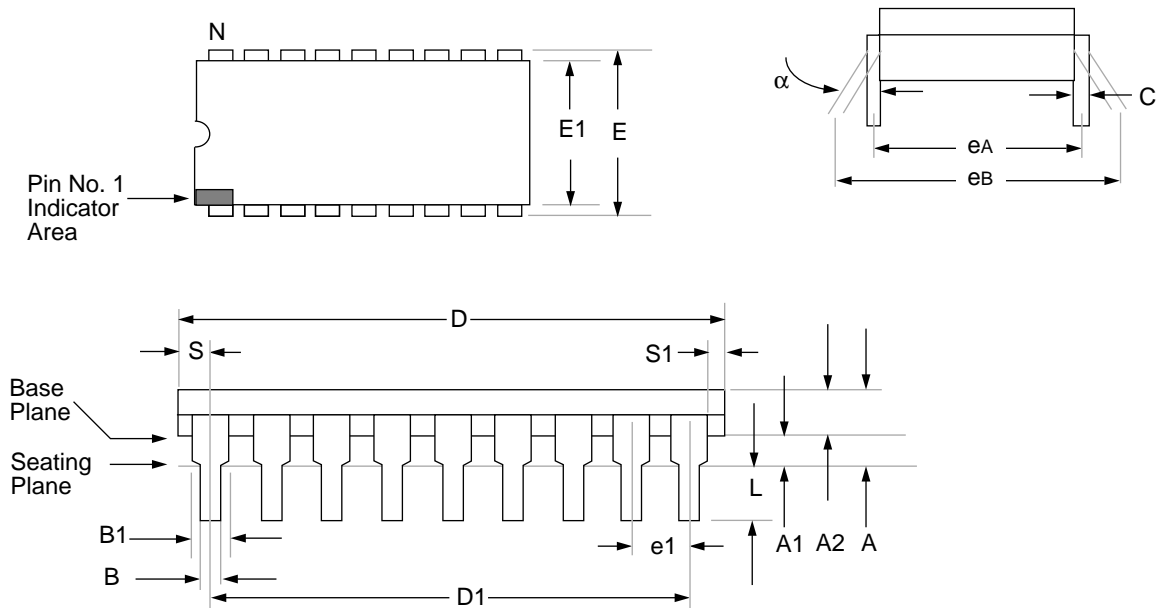 N
α
C
E1
E
eA
eB
Pin No. 1
Indicator
Area
D
S
S1
Base
Plane
Seating
Plane
L
B1
e1
A1
A2
A
B
D1